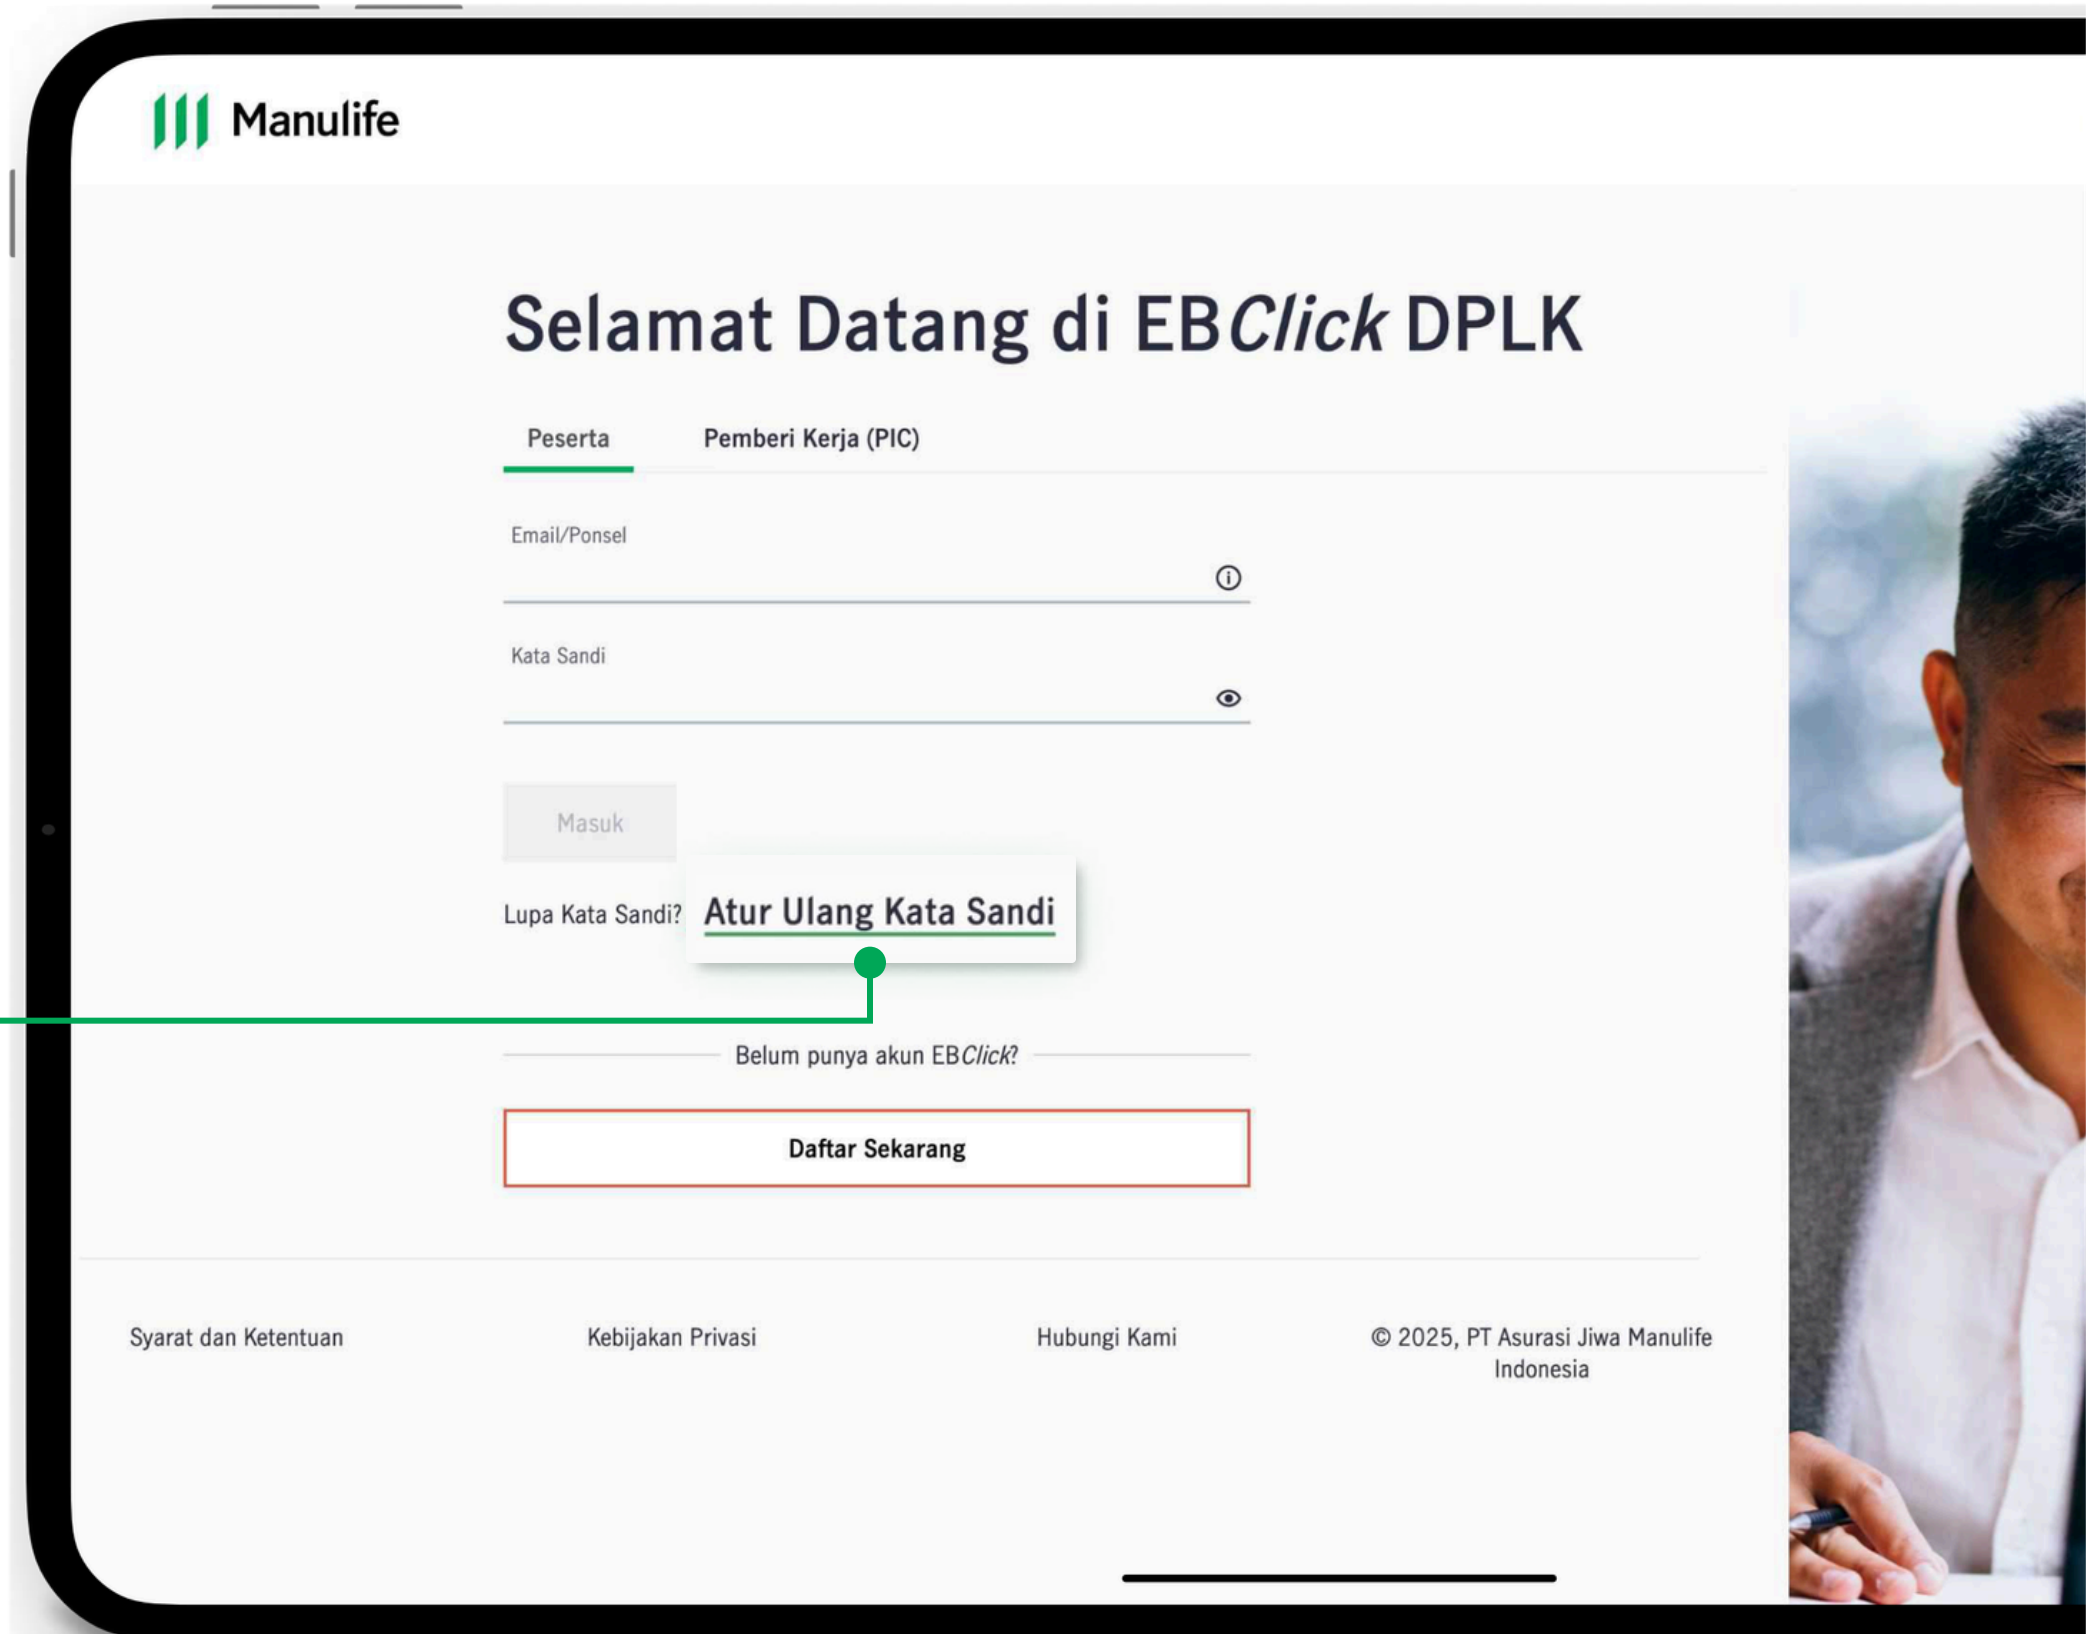 Manulife
Selamat Datang di EBClick DPLK
Peserta
Pemberi Kerja (PIC)
Email/Ponsel
Kata Sandi
Masuk
Lupa Kata Sandi? Atur Ulang Kata Sandi
Belum punya akun EBClick?
Daftar Sekarang
Syarat dan Ketentuan
Kebijakan Privasi
Hubungi Kami
© 2025, PT Asurasi Jiwa Manulife
Indonesia